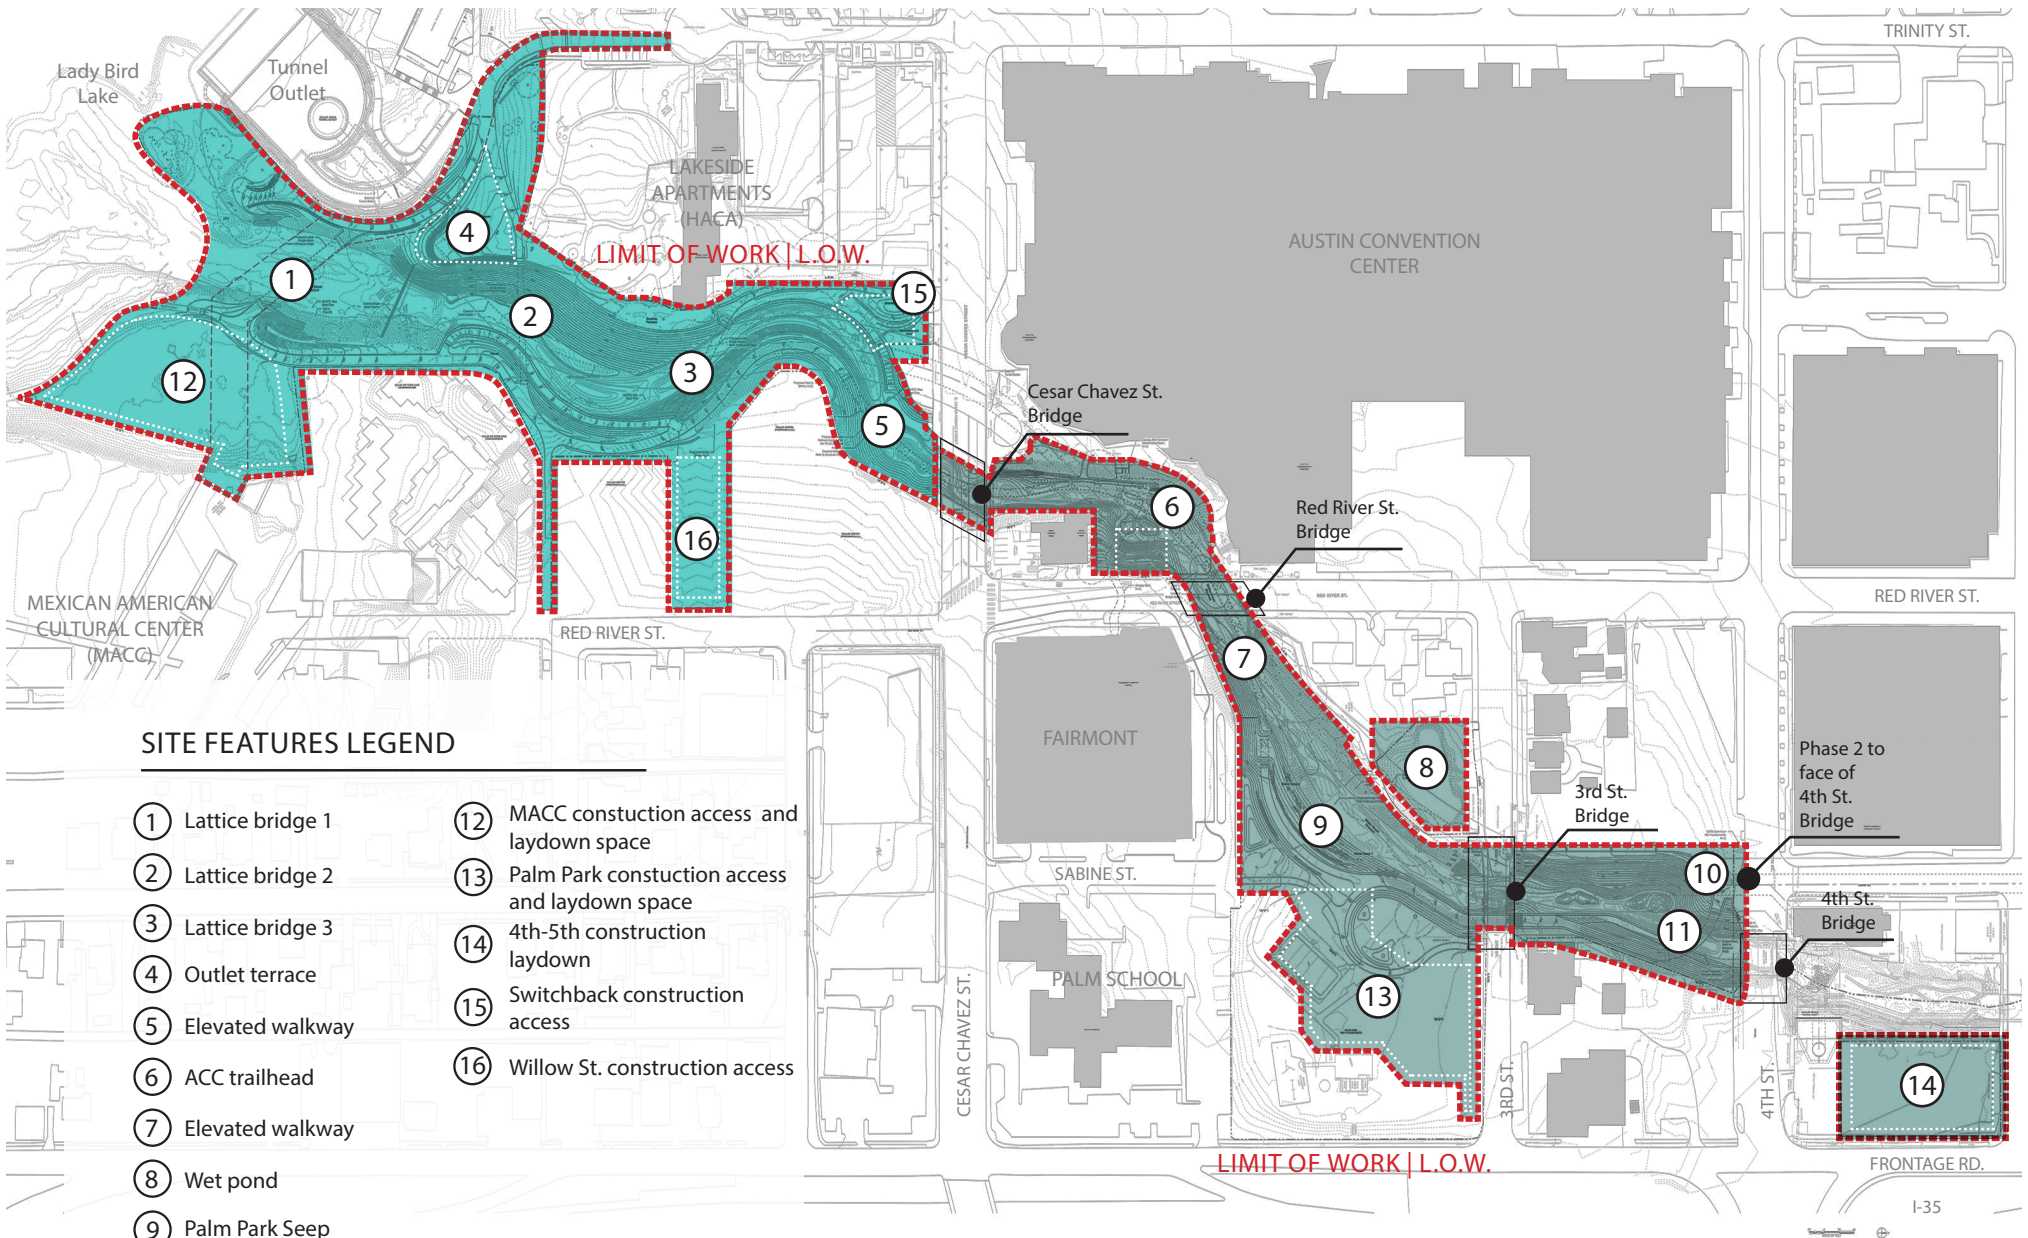 TRINITY ST.
Lady Bird
Lake
Tunnel
Outlet
LAKESIDE
APARTMENTS
(HACA)
LIMIT OF WORK | L.O.W.
AUSTIN CONVENTION
CENTER
4
1
15
2
3
12
5
Cesar Chavez St.
Bridge
6
Red River St.
Bridge
16
MEXICAN AMERICAN
CULTURAL CENTER
(MACC)
RED RIVER ST.
RED RIVER ST.
7
FAIRMONT
8
Phase 2 to
face of
4th St.
Bridge
3rd St.
Bridge
9
SABINE ST.
10
4th St.
Bridge
11
PALM SCHOOL
13
CESAR CHAVEZ ST.
3RD ST.
4TH ST.
14
LIMIT OF WORK | L.O.W.
FRONTAGE RD.
I-35
SITE FEATURES LEGEND
1 Lattice bridge 1
2 Lattice bridge 2
3 Lattice bridge 3
4 Outlet terrace
5 Elevated walkway
6 ACC trailhead
7 Elevated walkway
8 Wet pond
9 Palm Park Seep
12 MACC constuction access and
laydown space
13 Palm Park constuction access
and laydown space
14 4th-5th construction
laydown
15 Switchback construction
access
16 Willow St. construction access